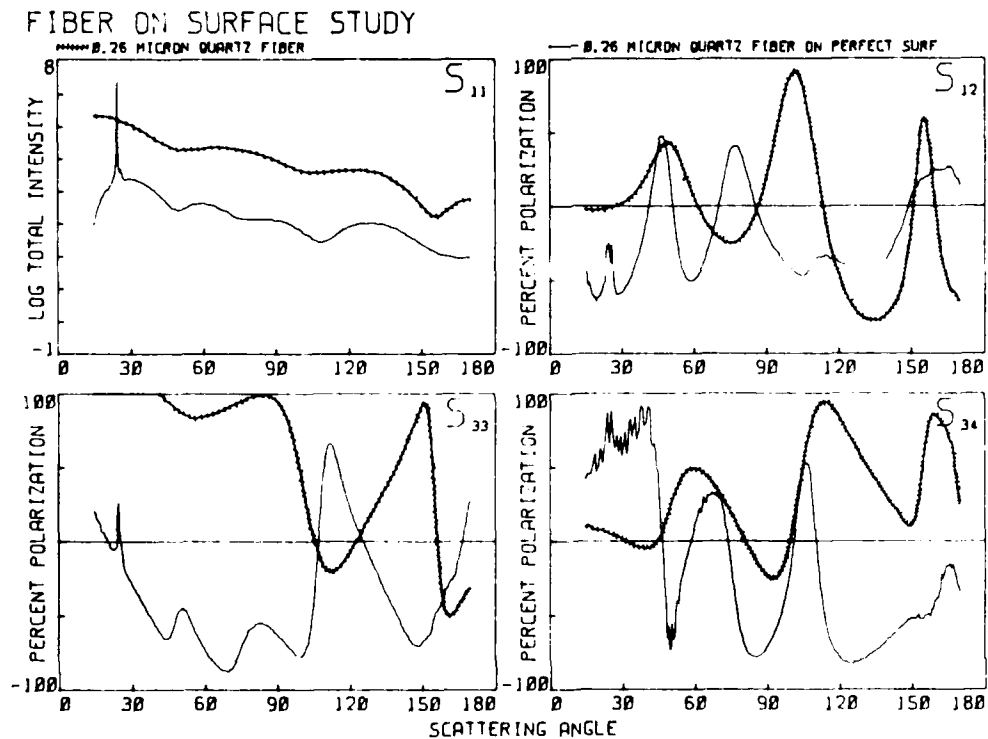 FIBER ON SURFACE STUDY
0.26 MICRON QUARTZ FIBER
0.26 MICRON QUARTZ FIBER ON PERFECT SURF
8
S11
LOG TOTAL INTENSITY
-1
0 30 60 90 120 150 180
100
S12
PERCENT POLARIZATION
-100
0 30 60 90 120 150 180
100
S33
PERCENT POLARIZATION
-100
0 30 60 90 120 150 180
100
S34
PERCENT POLARIZATION
-100
0 30 60 90 120 150 180
SCATTERING ANGLE